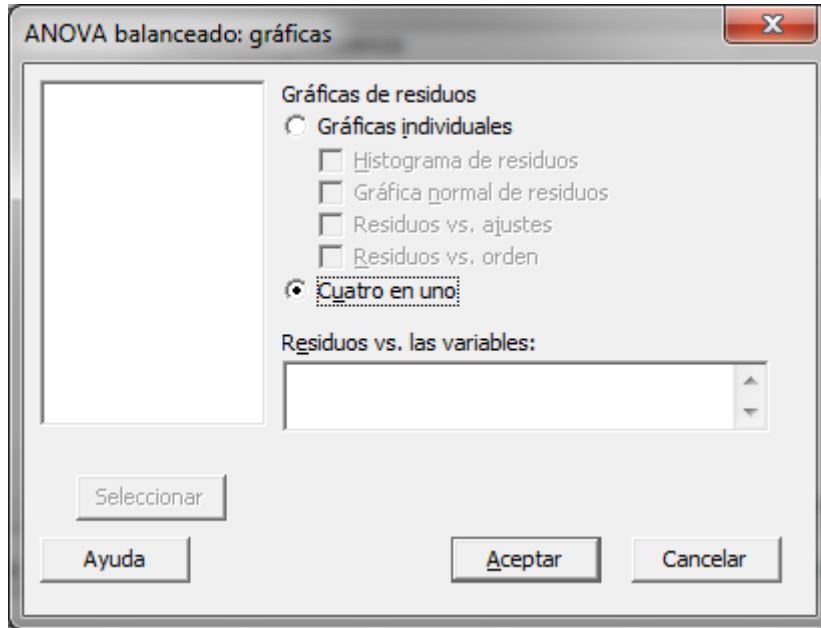 ANOVA balanceado: gráficas
Gráficas de residuos
Gráficas individuales
Histograma de residuos
Gráfica normal de residuos
Residuos vs. ajustes
Residuos vs. orden
Cuatro en uno
Residuos vs. las variables:
Seleccionar
Ayuda
Aceptar
Cancelar